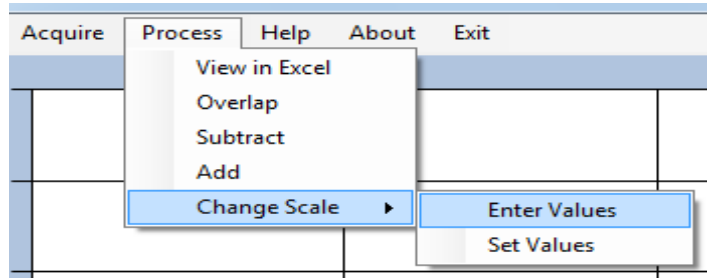 Acquire Process Help About Exit
View in Excel
Overlap
Subtract
Add
Change Scale
Enter Values
Set Values